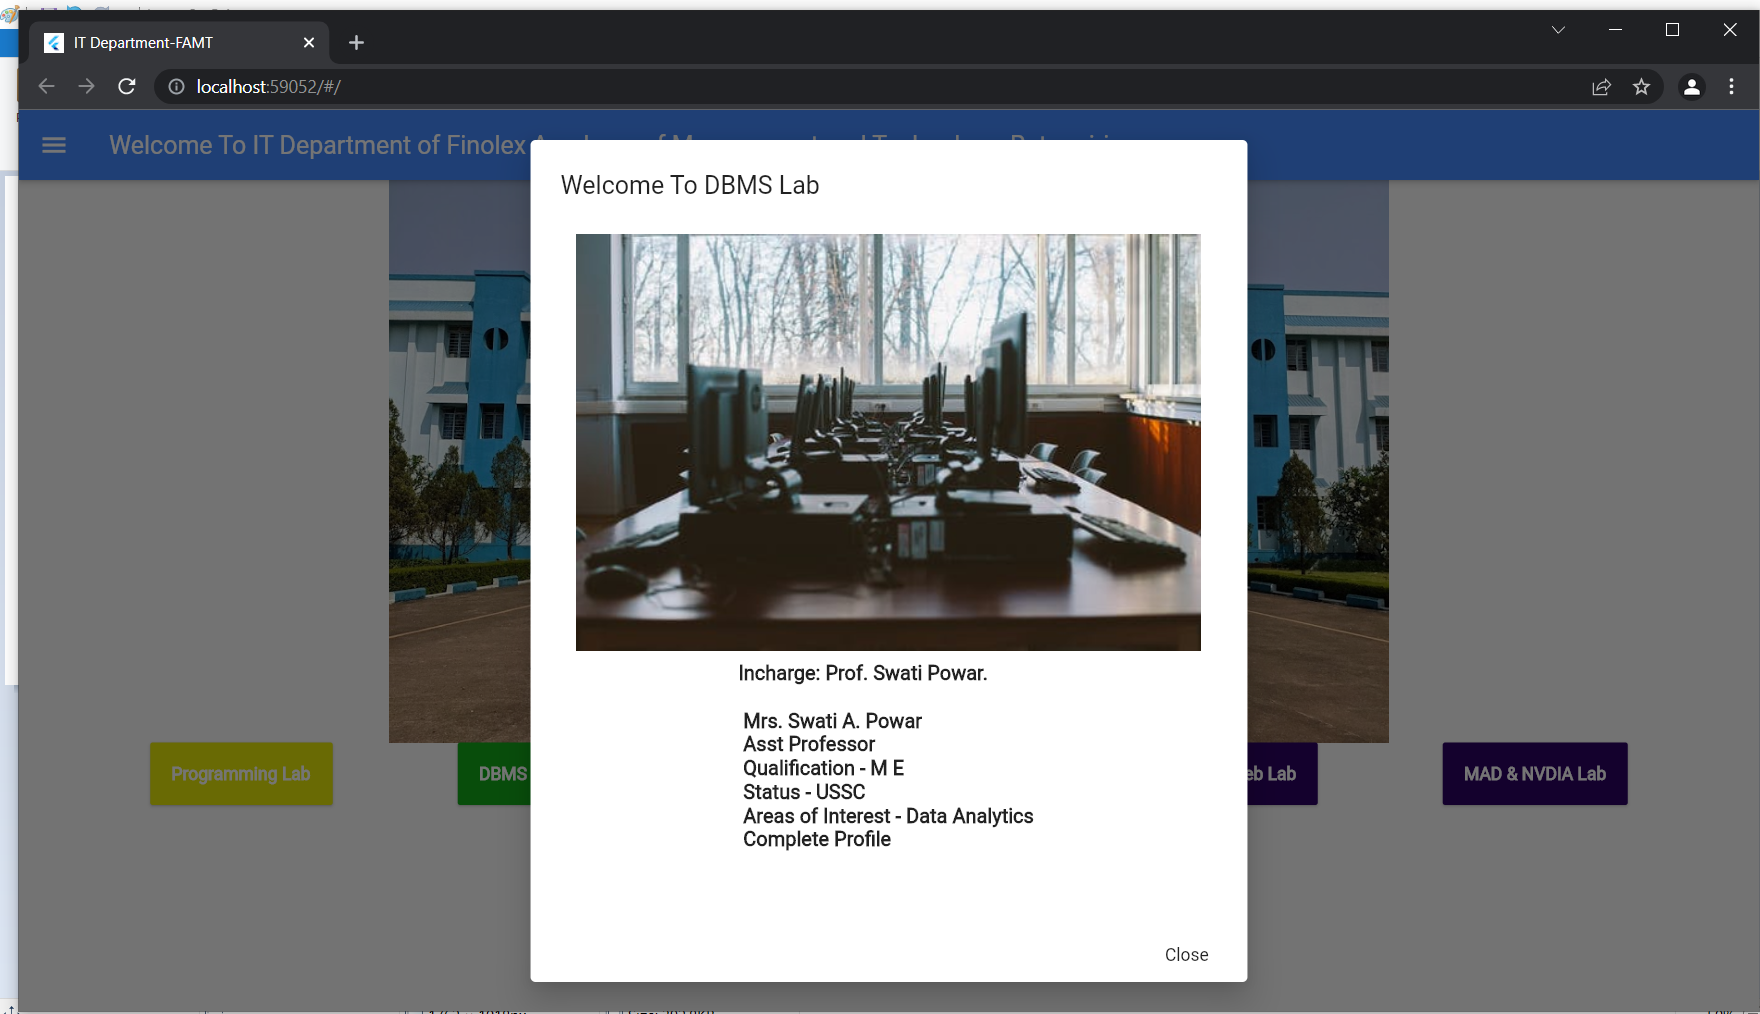 IT Department-FAMT
localhost:59052/#/
Welcome To IT Department of Finolex
Welcome To DBMS Lab
Incharge: Prof. Swati Powar.
Mrs. Swati A. Powar
Asst Professor
Qualification - M E
Status - USSC
Areas of Interest - Data Analytics
Complete Profile
Programming Lab
DBMS
Lab
MAD & NVDIA Lab
Close